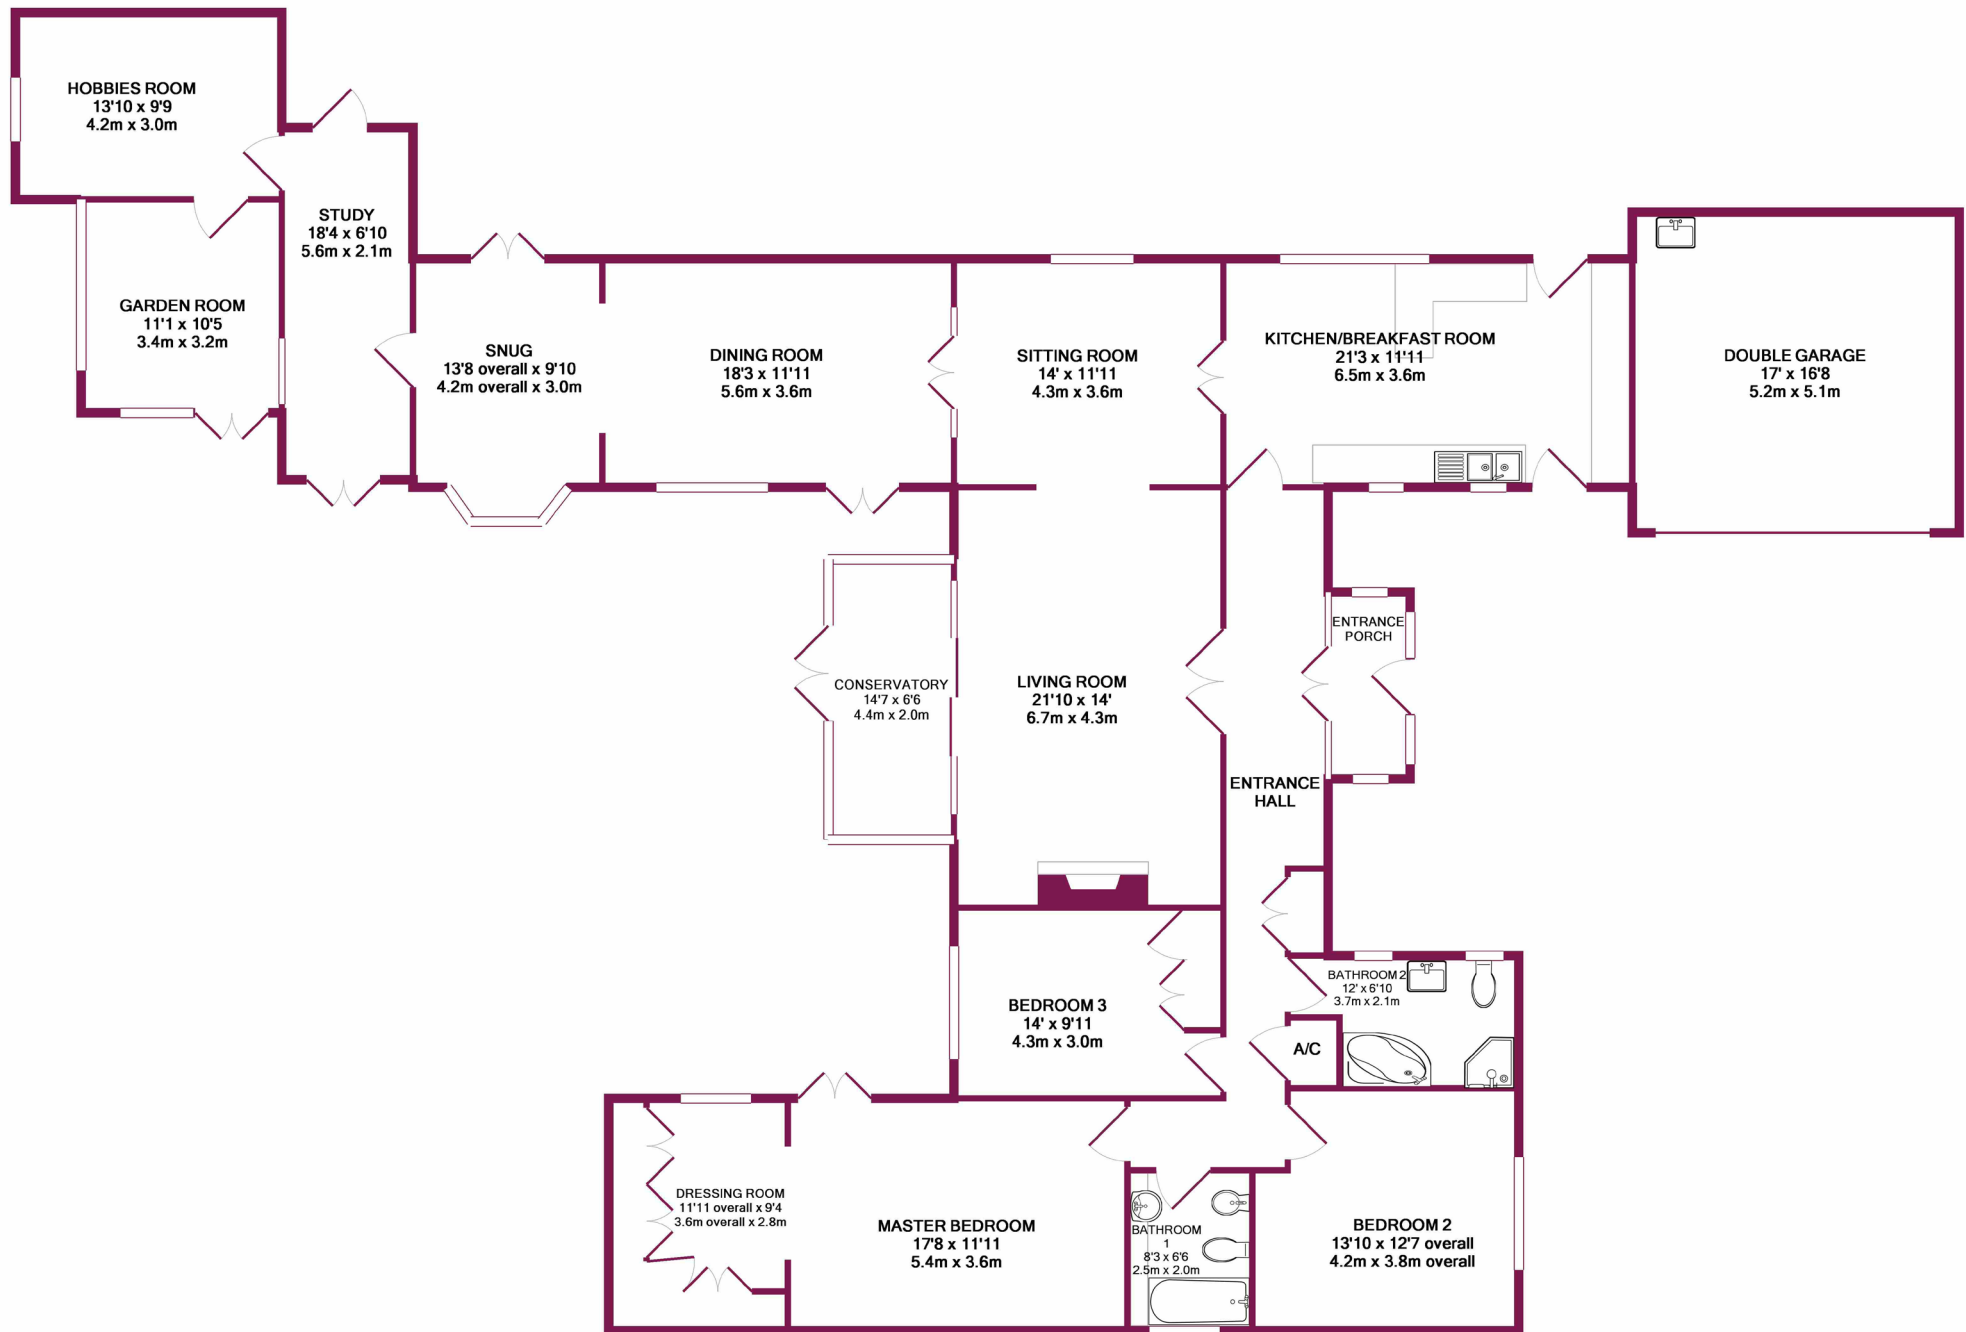 HOBBIES ROOM
13'10 x 9'9
4.2m x 3.0m
STUDY
18'4 x 6'10
5.6m x 2.1m
GARDEN ROOM
11'1 x 10'5
3.4m x 3.2m
SNUG
13'8 overall x 9'10
4.2m overall x 3.0m
DINING ROOM
18'3 x 11'11
5.6m x 3.6m
SITTING ROOM
14' x 11'11
4.3m x 3.6m
KITCHEN/BREAKFAST ROOM
21'3 x 11'11
6.5m x 3.6m
DOUBLE GARAGE
17' x 16'8
5.2m x 5.1m
ENTRANCE
PORCH
CONSERVATORY
14'7 x 6'6
4.4m x 2.0m
LIVING ROOM
21'10 x 14'
6.7m x 4.3m
ENTRANCE
HALL
BATHROOM 2
12' x 6'10
3.7m x 2.1m
BEDROOM 3
14' x 9'11
4.3m x 3.0m
A/C
DRESSING ROOM
11'11 overall x 9'4
3.6m overall x 2.8m
MASTER BEDROOM
17'8 x 11'11
5.4m x 3.6m
BATHROOM
1
8'3 x 6'6
2.5m x 2.0m
BEDROOM 2
13'10 x 12'7 overall
4.2m x 3.8m overall